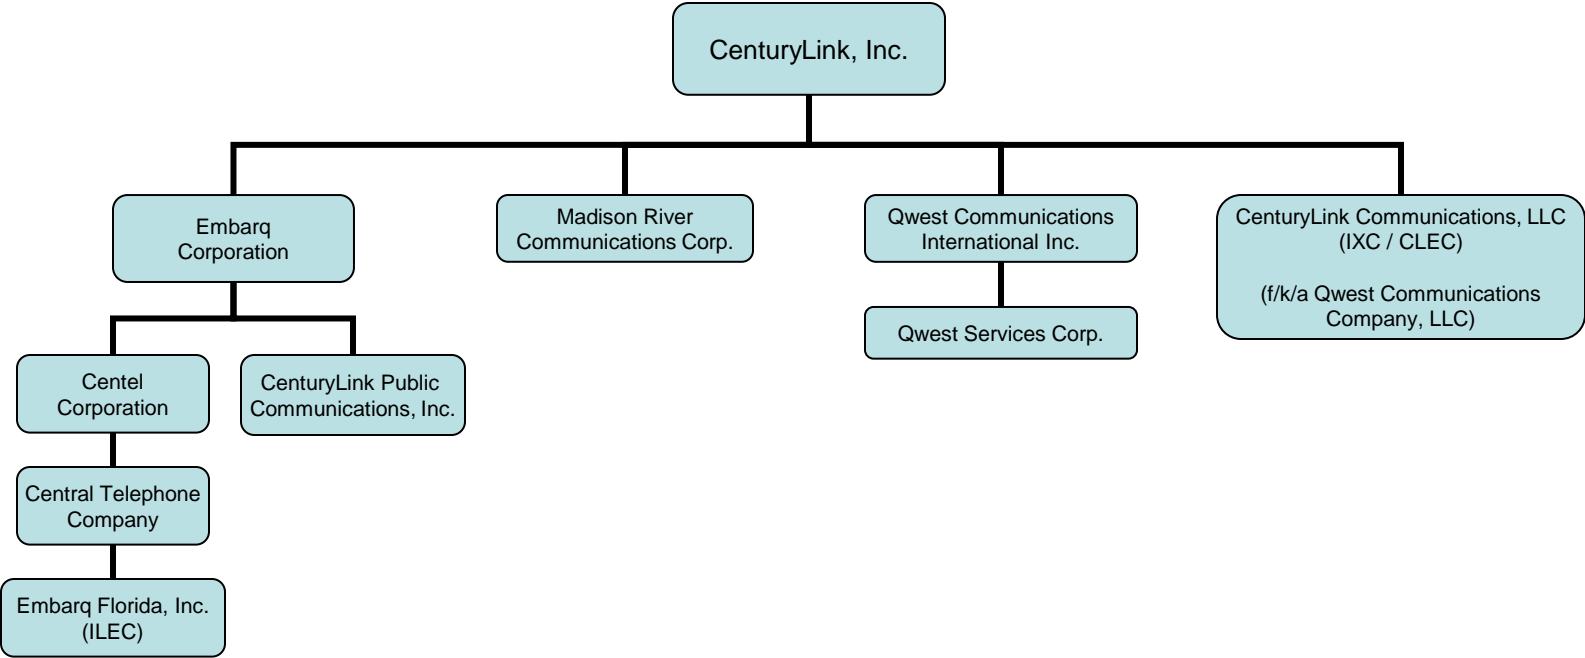 CenturyLink, Inc.
Embarq
Corporation
Madison River
Communications Corp.
Qwest Communications
International Inc.
CenturyLink Communications, LLC
(IXC / CLEC)
(f/k/a Qwest Communications
Company, LLC)
Qwest Services Corp.
Centel
Corporation
CenturyLink Public
Communications, Inc.
Central Telephone
Company
Embarq Florida, Inc.
(ILEC)